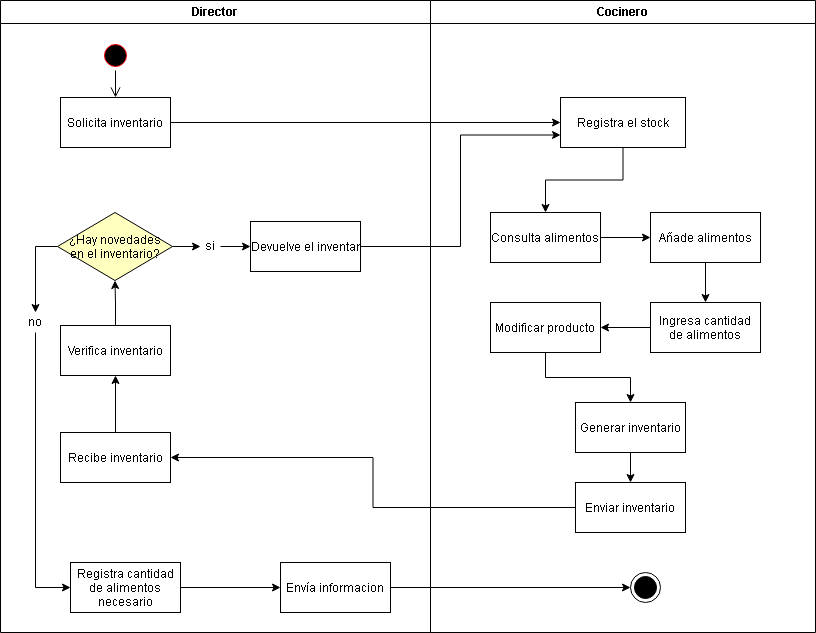 Director
Cocinero
Solicita inventario
Registra el stock
¿Hay novedades
en el inventario?
si
Devuelve el inventar
Consulta alimentos
Añade alimentos
no
Verifica inventario
Modificar producto
Ingresa cantidad
de alimentos
Recibe inventario
Generar inventario
Enviar inventario
Registra cantidad
de alimentos
necesario
Envía informacion